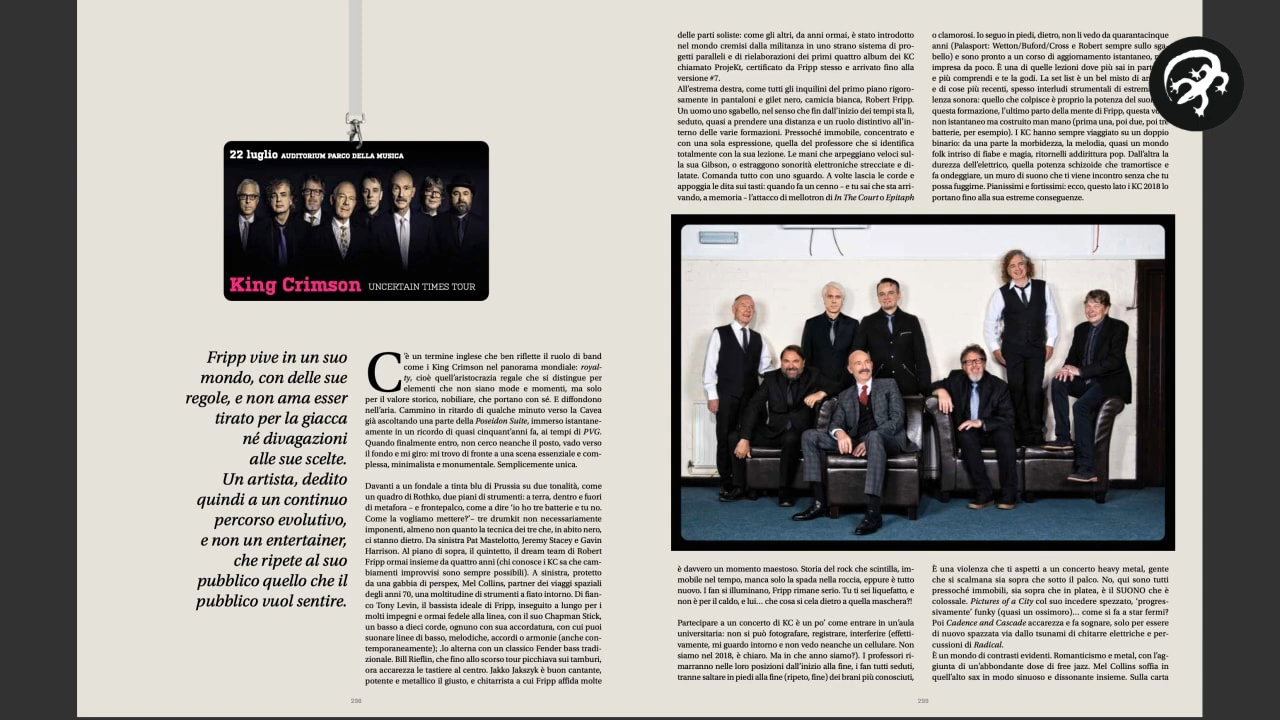 22 luglio AUDITORIUM PARCO DELLA MUSICA
King Crimson UNCERTAIN TIMES TOUR
Fripp vive in un suo
mondo, con delle sue
regole, e non ama esser
tirato per la giacca
né divagazioni
alle sue scelte.
Un artista, dedito
quindi a un continuo
percorso evolutivo,
e non un entertainer,
che ripete al suo
pubblico quello che il
pubblico vuol sentire.
C'è un termine inglese che ben riflette il ruolo di band
come i King Crimson nel panorama mondiale: royal-
ty, cioè quell'aristocrazia regale che si distingue per
elementi che non siano mode e momenti, ma solo
per il valore storico, nobiliare, che portano con sé. E diffondono
nell'aria. Cammino in ritardo di qualche minuto verso la Cavea
già ascoltando una parte della Poseidon Suite, immerso istantane-
amente in un ricordo di quasi cinquant'anni fa, ai tempi di PVG.
Quando finalmente entro, non cerco neanche il posto, vado verso
il fondo e mi giro: mi trovo di fronte a una scena essenziale e com-
plessa, minimalista e monumentale. Semplicemente unica.
Davanti a un fondale a tinta blu di Prussia su due tonalità, come
un quadro di Rothko, due piani di strumenti: a terra, dentro e fuori
di metafora – e frontepalco, come a dire 'io ho tre batterie e tu no.
Come la vogliamo mettere?'– tre drumkit non necessariamente
imponenti, almeno non quanto la tecnica dei tre che, in abito nero,
ci stanno dietro. Da sinistra Pat Mastelotto, Jeremy Stacey e Gavin
Harrison. Al piano di sopra, il quintetto, il dream team di Robert
Fripp ormai insieme da quattro anni (chi conosce i KC sa che cam-
biamenti improvvisi sono sempre possibili). A sinistra, protetto
da una gabbia di perspex, Mel Collins, partner dei viaggi spaziali
degli anni 70, una moltitudine di strumenti a fiato intorno. Di fian-
co Tony Levin, il bassista ideale di Fripp, inseguito a lungo per i
molti impegni e ormai fedele alla linea, con il suo Chapman Stick,
un basso a dieci corde, ognuno con sua accordatura, con cui puoi
suonare linee di basso, melodiche, accordi o armonie (anche con-
temporaneamente); .lo alterna con un classico Fender bass tradi-
zionale. Bill Rieflin, che fino allo scorso tour picchiava sui tamburi,
ora accarezza le tastiere al centro. Jakko Jakszyk è buon cantante,
potente e metallico il giusto, e chitarrista a cui Fripp affida molte
298
delle parti soliste: come gli altri, da anni ormai, è stato introdotto
nel mondo cremisi dalla militanza in uno strano sistema di pro-
getti paralleli e di rielaborazioni dei primi quattro album dei KC
chiamato ProjeKt, certificato da Fripp stesso e arrivato fino alla
versione #7.
All'estrema destra, come tutti gli inquilini del primo piano rigoro-
samente in pantaloni e gilet nero, camicia bianca, Robert Fripp.
Un uomo uno sgabello, nel senso che fin dall'inizio dei tempi sta lì,
seduto, quasi a prendere una distanza e un ruolo distintivo all'in-
terno delle varie formazioni. Pressoché immobile, concentrato e
con una sola espressione, quella del professore che si identifica
totalmente con la sua lezione. Le mani che arpeggiano veloci sul-
la sua Gibson, o estraggono sonorità elettroniche strecciate e di-
latate. Comanda tutto con uno sguardo. A volte lascia le corde e
appoggia le dita sui tasti: quando fa un cenno – e tu sai che sta arri-
vando, a memoria – l'attacco di mellotron di In The Court o Epitaph
è davvero un momento maestoso. Storia del rock che scintilla, im-
mobile nel tempo, manca solo la spada nella roccia, eppure è tutto
nuovo. I fan si illuminano, Fripp rimane serio. Tu ti sei liquefatto, e
non è per il caldo, e lui… che cosa si cela dietro a quella maschera?!
Partecipare a un concerto di KC è un po' come entrare in un'aula
universitaria: non si può fotografare, registrare, interferire (effetti-
vamente, mi guardo intorno e non vedo neanche un cellulare. Non
siamo nel 2018, è chiaro. Ma in che anno siamo?). I professori ri-
marranno nelle loro posizioni dall'inizio alla fine, i fan tutti seduti,
tranne saltare in piedi alla fine (ripeto, fine) dei brani più conosciuti,
o clamorosi. Io seguo in piedi, dietro, non li vedo da quarantacinque
anni (Palasport: Wetton/Buford/Cross e Robert sempre sullo sga-
bello) e sono pronto a un corso di aggiornamento istantaneo,
impresa da poco. È una di quelle lezioni dove più sai in
e più comprendi e te la godi. La set list è un bel misto di
e di cose più recenti, spesso interludi strumentali di
lenza sonora: quello che colpisce è proprio la potenza del
questa formazione, l'ultimo parto della mente di Fripp, questa
non istantaneo ma costruito man mano (prima una, poi due, poi tre
batterie, per esempio). I KC hanno sempre viaggiato su un doppio
binario: da una parte la morbidezza, la melodia, quasi un mondo
folk intriso di fiabe e magia, ritornelli addirittura pop. Dall'altra la
durezza dell'elettrico, quella potenza schizoide che tramortisce e
fa ondeggiare, un muro di suono che ti viene incontro senza che tu
possa fuggirne. Pianissimi e fortissimi: ecco, questo lato i KC 2018 lo
portano fino alla sua estreme conseguenze.
È una violenza che ti aspetti a un concerto heavy metal, gente
che si scalmana sia sopra che sotto il palco. No, qui sono tutti
pressoché immobili, sia sopra che in platea, è il SUONO che è
colossale. Pictures of a City col suo incedere spezzato, 'progres-
sivamente' funky (quasi un ossimoro)… come si fa a star fermi?
Poi Cadence and Cascade accarezza e fa sognare, solo per essere
di nuovo spazzata via dallo tsunami di chitarre elettriche e per-
cussioni di Radical.
È un mondo di contrasti evidenti. Romanticismo e metal, con l'ag-
giunta di un'abbondante dose di free jazz. Mel Collins soffia in
quell'alto sax in modo sinuoso e dissonante insieme. Sulla carta
299